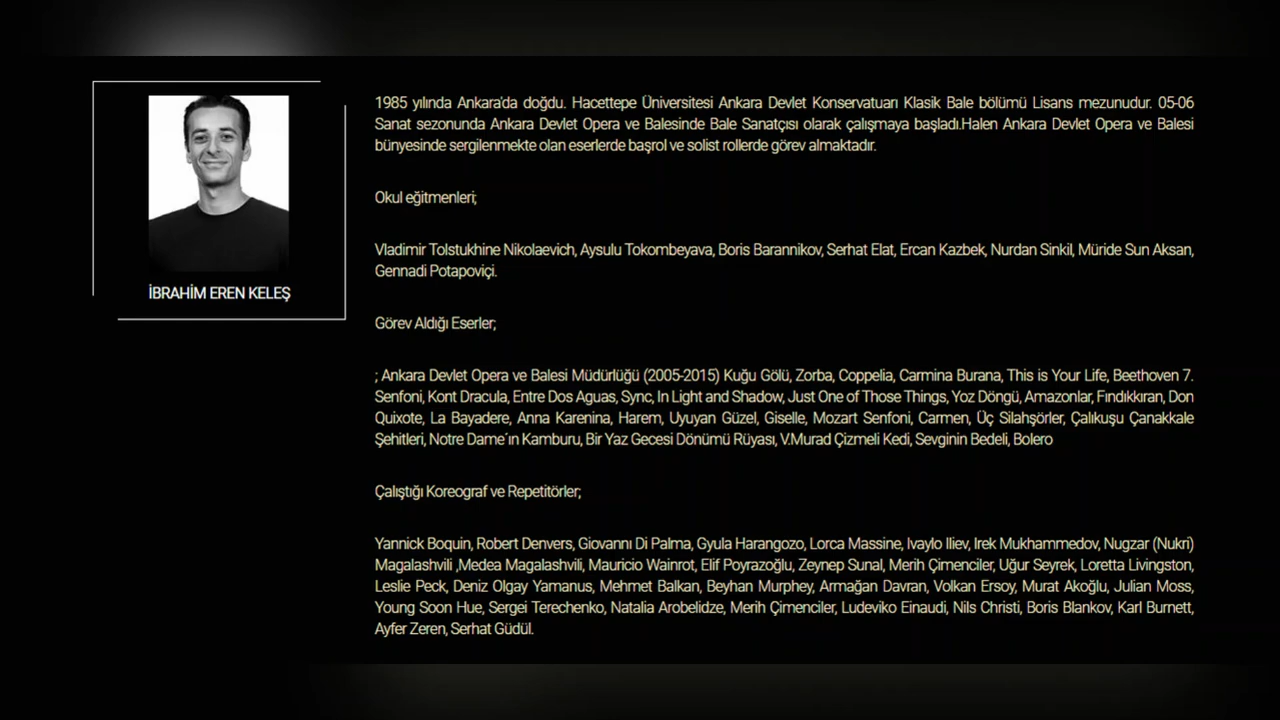 İBRAHİM EREN KELEŞ
1985 yılında Ankara'da doğdu. Hacettepe Üniversitesi Ankara Devlet Konservatuarı Klasik Bale bölümü Lisans mezunudur. 05-06
Sanat sezonunda Ankara Devlet Opera ve Balesinde Bale Sanatçısı olarak çalışmaya başladı.Halen Ankara Devlet Opera ve Balesi
bünyesinde sergilenmekte olan eserlerde başrol ve solist rollerde görev almaktadır.
Okul eğitmenleri;
Vladimir Tolstukhine Nikolaevich, Aysulu Tokombeyava, Boris Barannikov, Serhat Elat, Ercan Kazbek, Nurdan Sinkil, Müride Sun Aksan,
Gennadi Potapoviçi.
Görev Aldığı Eserler;
; Ankara Devlet Opera ve Balesi Müdürlüğü (2005-2015) Kuğu Gölü, Zorba, Coppelia, Carmina Burana, This is Your Life, Beethoven 7.
Senfoni, Kont Dracula, Entre Dos Aguas, Sync, In Light and Shadow, Just One of Those Things, Yoz Döngü, Amazonlar, Fındıkkıran, Don
Quixote, La Bayadere, Anna Karenina, Harem, Uyuyan Güzel, Giselle, Mozart Senfoni, Carmen, Üç Silahşörler, Çalıkuşu Çanakkale
Şehitleri, Notre Dame´ın Kamburu, Bir Yaz Gecesi Dönümü Rüyası, V.Murad Çizmeli Kedi, Sevginin Bedeli, Bolero
Çalıştığı Koreograf ve Repetitörler;
Yannick Boquin, Robert Denvers, Giovannı Di Palma, Gyula Harangozo, Lorca Massine, Ivaylo Iliev, Irek Mukhammedov, Nugzar (Nukri)
Magalashvili ,Medea Magalashvili, Mauricio Wainrot, Elif Poyrazoğlu, Zeynep Sunal, Merih Çimenciler, Uğur Seyrek, Loretta Livingston,
Leslie Peck, Deniz Olgay Yamanus, Mehmet Balkan, Beyhan Murphey, Armağan Davran, Volkan Ersoy, Murat Akoğlu, Julian Moss,
Young Soon Hue, Sergei Terechenko, Natalia Arobelidze, Merih Çimenciler, Ludeviko Einaudi, Nils Christi, Boris Blankov, Karl Burnett,
Ayfer Zeren, Serhat Güdül.